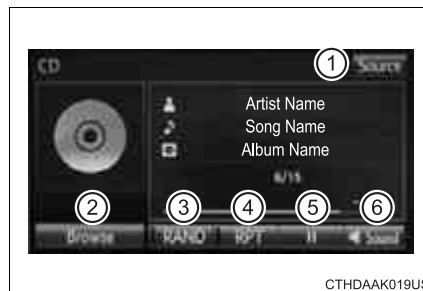 CD
1
Source
Artist Name
Song Name
Album Name
6/15
2
3
4
5
6
Browse RAND RPT Sound
CTHDAAK019US